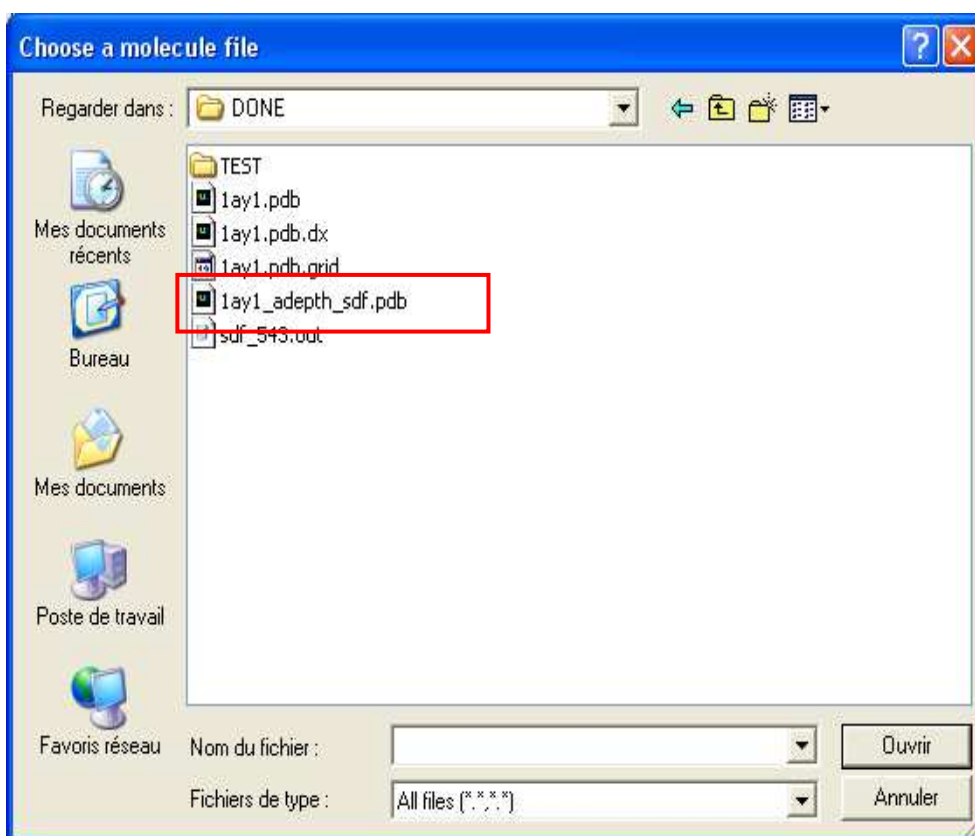 Choose a molecule file
Regarder dans :
DONE
TEST
1ay1.pdb
1ay1.pdb.dx
1ay1.pdb.grid
1ay1_adepth_sdf.pdb
sdf_543.out
Mes documents
récents
Bureau
Mes documents
Poste de travail
Favoris réseau
Nom du fichier :
Ouvrir
Fichiers de type :
All files (*.*,*.*)
Annuler